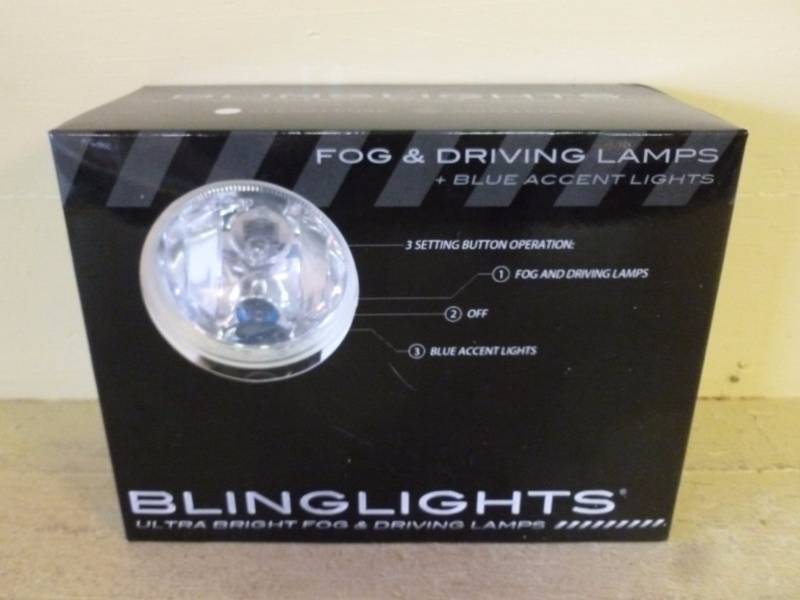 BLINGLIGHTS
FOG & DRIVING LAMPS
+ BLUE ACCENT LIGHTS
3 SETTING BUTTON OPERATION:
1 FOG AND DRIVING LAMPS
2 OFF
3 BLUE ACCENT LIGHTS
BLINGLIGHTS®
ULTRA BRIGHT FOG & DRIVING LAMPS